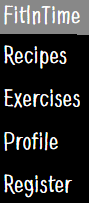 FitInTime
Recipes
Exercises
Profile
Register